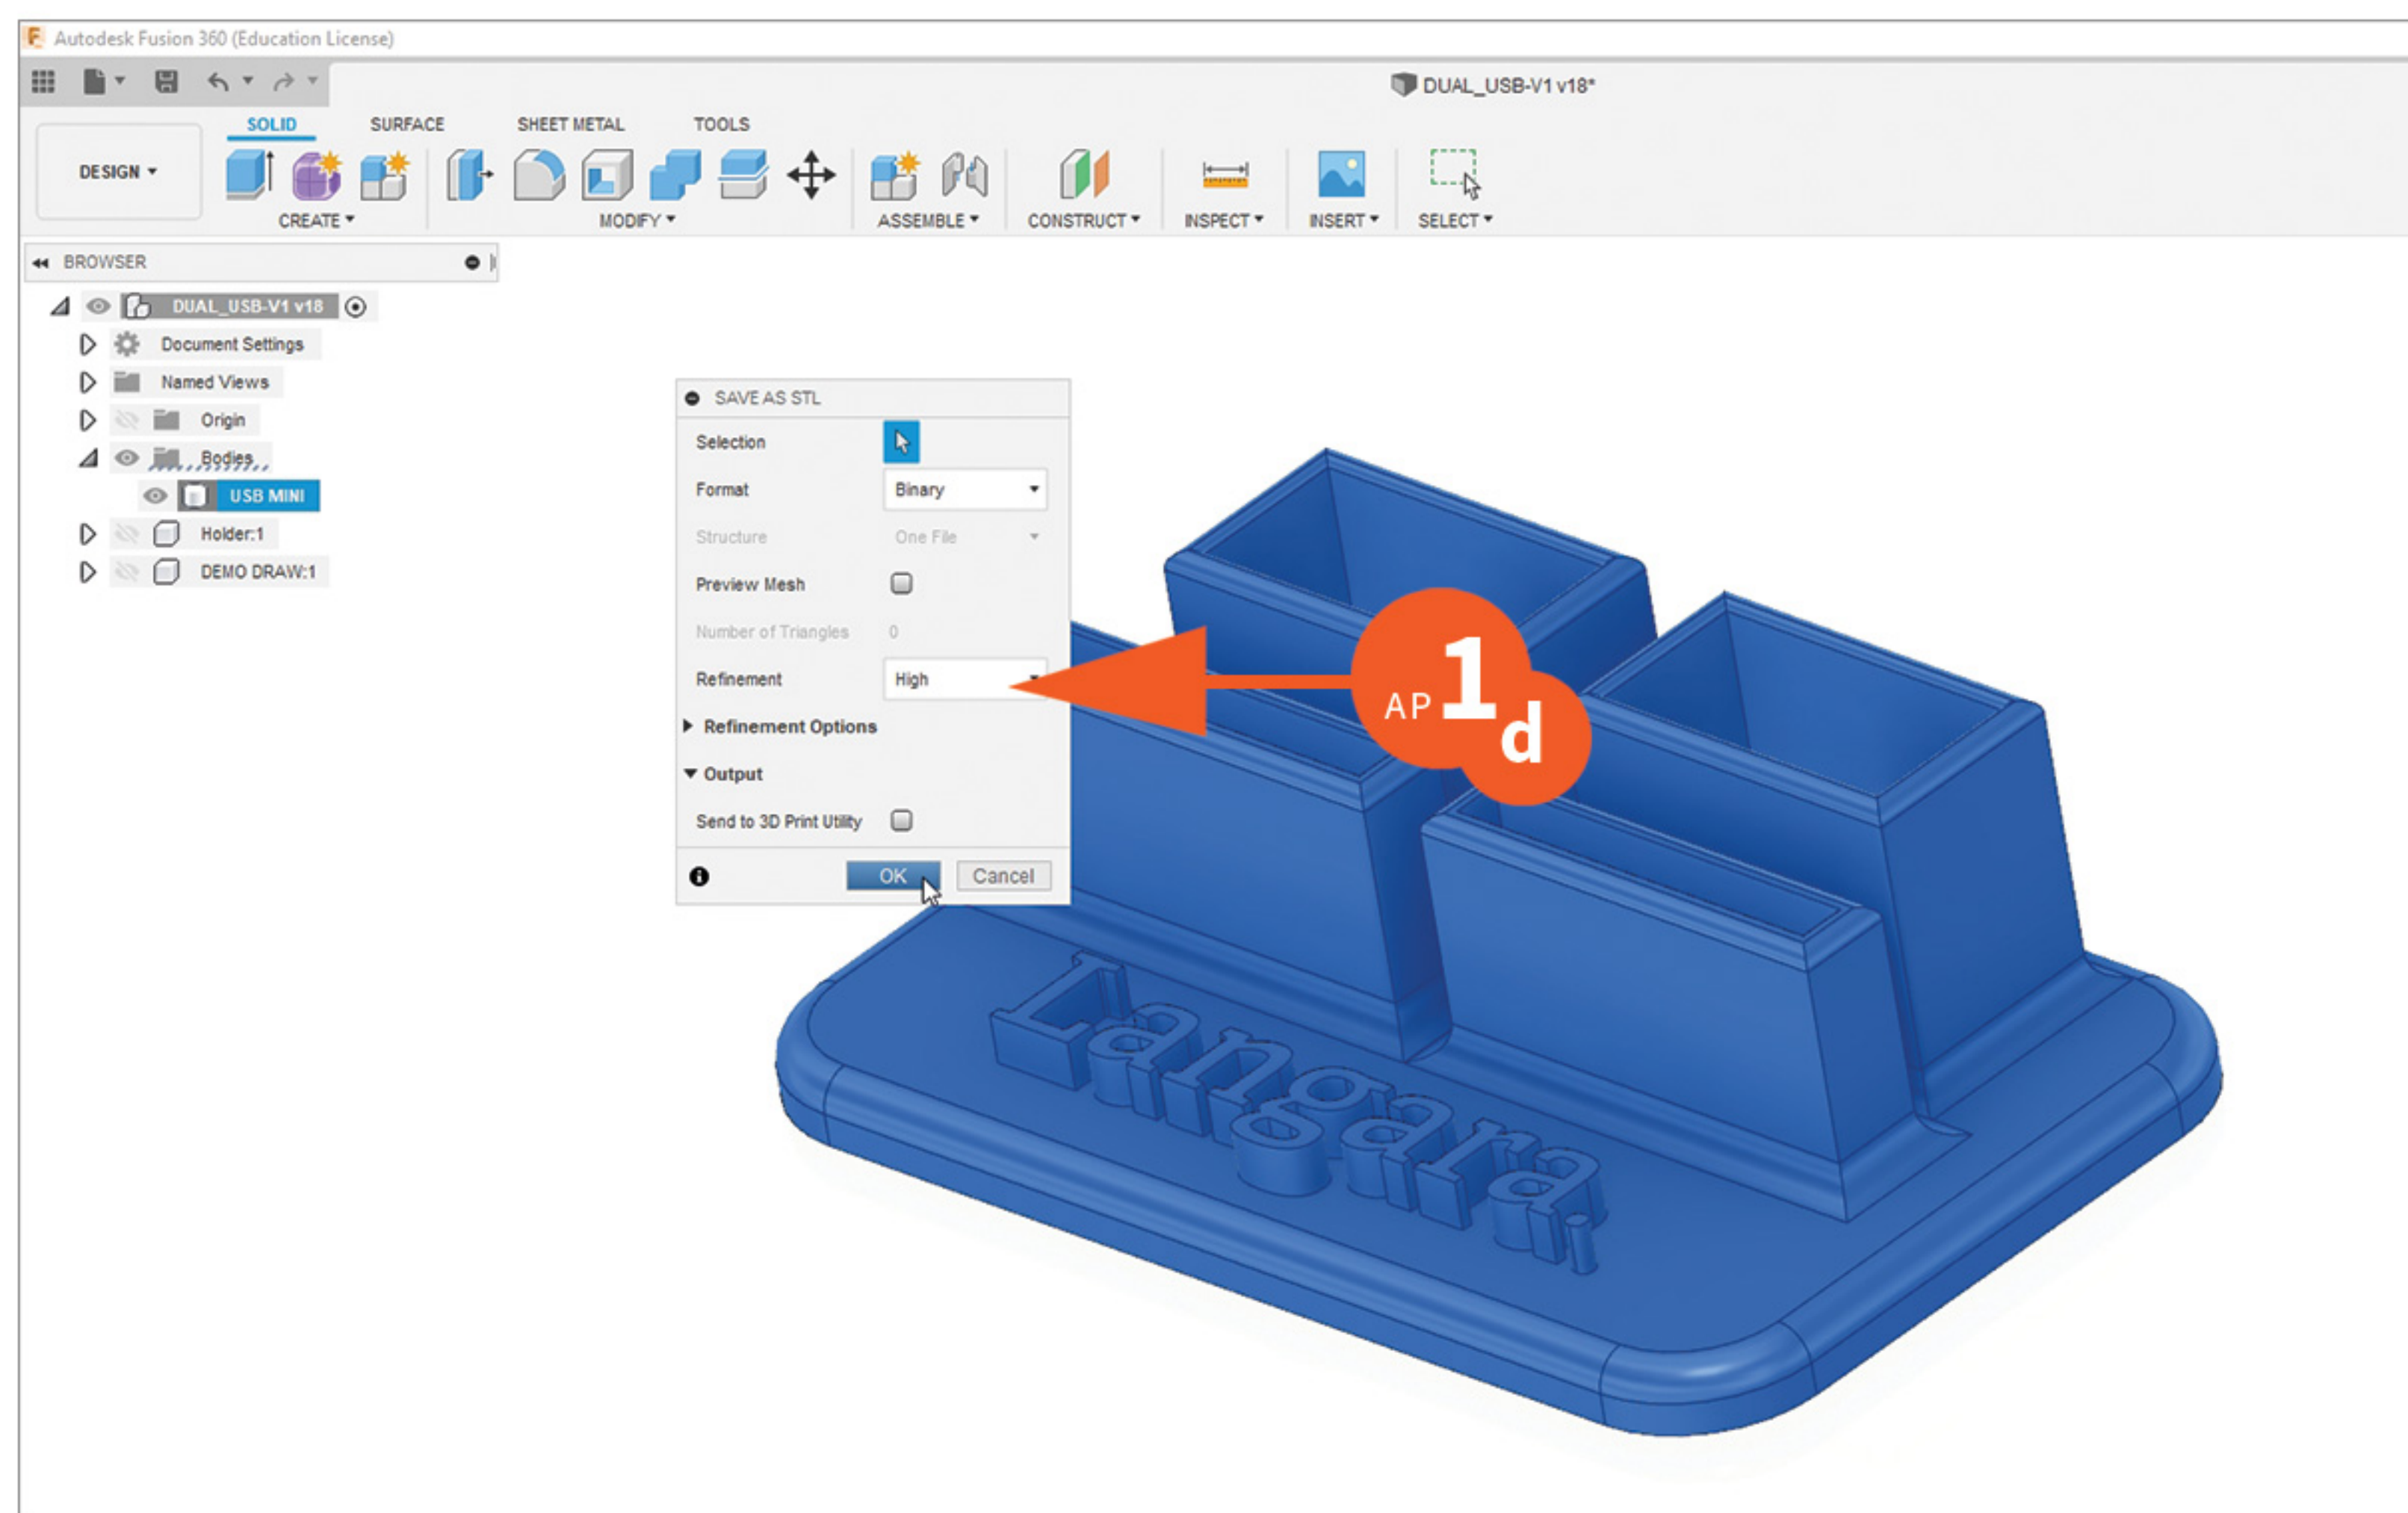 Autodesk Fusion 360 (Education License)
DUAL_USB-V1 v18*
SOLID SURFACE SHEET METAL TOOLS
DESIGN
CREATE MODIFY ASSEMBLE CONSTRUCT INSPECT INSERT SELECT
BROWSER
DUAL_USB-V1 v18
Document Settings
Named Views
Origin
Bodies
USB MINI
Holder:1
DEMO DRAW:1
SAVE AS STL
Selection
Format Binary
Structure One File
Preview Mesh
Number of Triangles 0
Refinement High
Refinement Options
Output
Send to 3D Print Utility
OK Cancel
AP 1 d
Langara